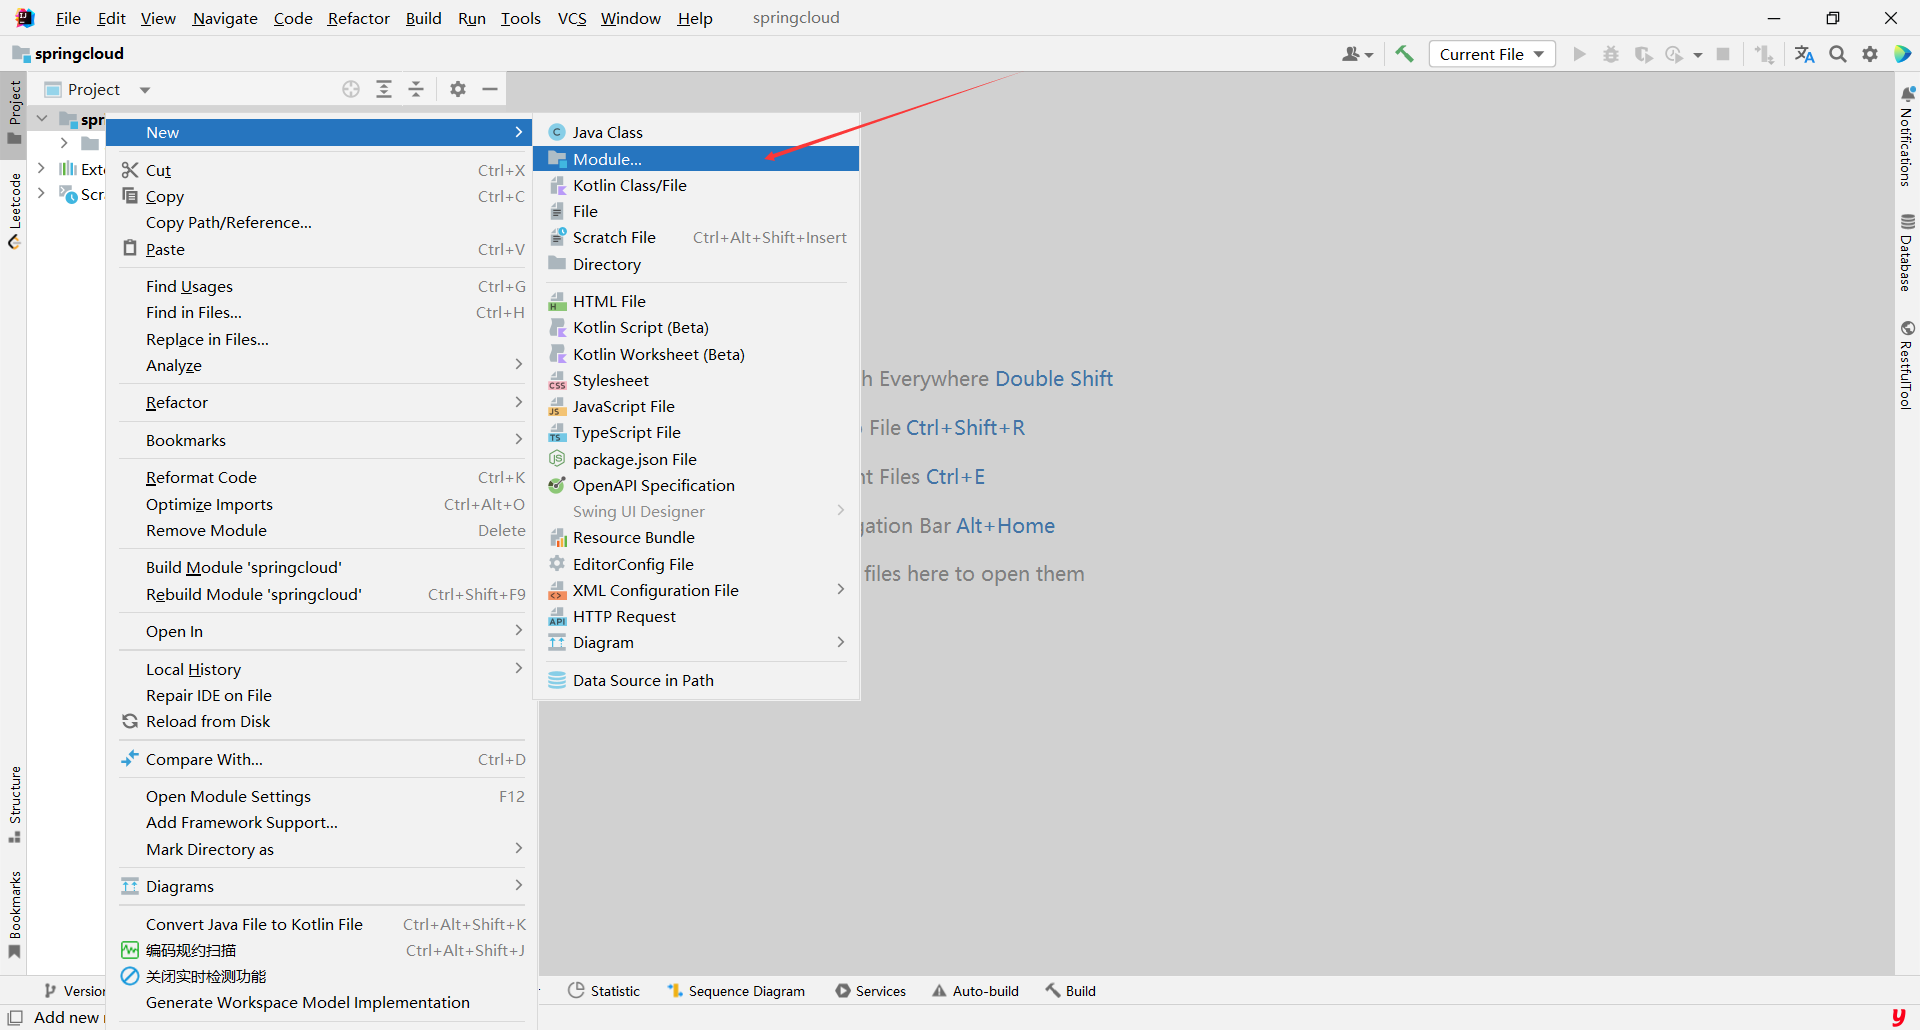 File Edit View Navigate Code Refactor Build Run Tools VCS Window Help springcloud
springcloud
Current File
Project
Project
Leetcode
Structure
Bookmarks
spr
Exte
Scr
New
Cut Ctrl+X
Copy Ctrl+C
Copy Path/Reference...
Paste Ctrl+V
Find Usages Ctrl+G
Find in Files... Ctrl+H
Replace in Files...
Analyze
Refactor
Bookmarks
Reformat Code Ctrl+K
Optimize Imports Ctrl+Alt+O
Remove Module Delete
Build Module 'springcloud'
Rebuild Module 'springcloud' Ctrl+Shift+F9
Open In
Local History
Repair IDE on File
Reload from Disk
Compare With... Ctrl+D
Open Module Settings F12
Add Framework Support...
Mark Directory as
Diagrams
Convert Java File to Kotlin File Ctrl+Alt+Shift+K
编码规约扫描 Ctrl+Alt+Shift+J
关闭实时检测功能
Generate Workspace Model Implementation
Java Class
Module...
Kotlin Class/File
File
Scratch File Ctrl+Alt+Shift+Insert
Directory
HTML File
Kotlin Script (Beta)
Kotlin Worksheet (Beta)
Stylesheet
JavaScript File
TypeScript File
package.json File
OpenAPI Specification
Swing UI Designer
Resource Bundle
EditorConfig File
XML Configuration File
HTTP Request
Diagram
Data Source in Path
h Everywhere Double Shift
File Ctrl+Shift+R
nt Files Ctrl+E
gation Bar Alt+Home
files here to open them
Notifications
Database
RestfulTool
Version
Statistic
Sequence Diagram
Services
Auto-build
Build
Add new